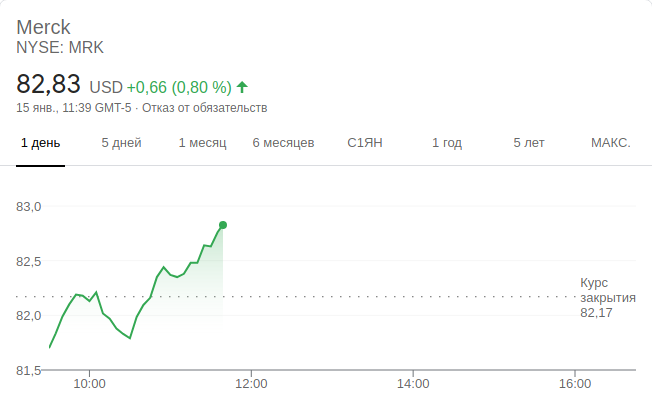 Merck
NYSE: MRK
82,83 USD +0,66 (0,80 %)
15 янв., 11:39 GMT-5 · Отказ от обязательств
1 день 5 дней 1 месяц 6 месяцев С1ЯН 1 год 5 лет МАКС.
83,0
82,5
Курс
закрытия
82,17
82,0
81,5
10:00 12:00 14:00 16:00